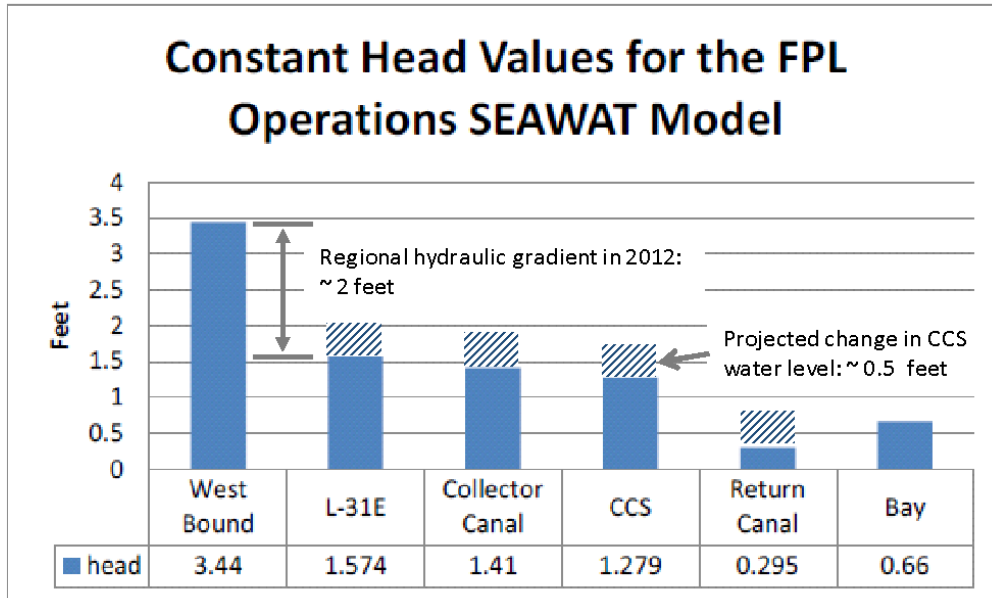 Constant Head Values for the FPL
Operations SEAWAT Model
4
3.5
3
2.5
2
1.5
1
0.5
0
Feet
Regional hydraulic gradient in 2012:
~ 2 feet
Projected change in CCS
water level: ~ 0.5 feet
West Bound
L-31E
Collector Canal
CCS
Return Canal
Bay
head 3.44 1.574 1.41 1.279 0.295 0.66